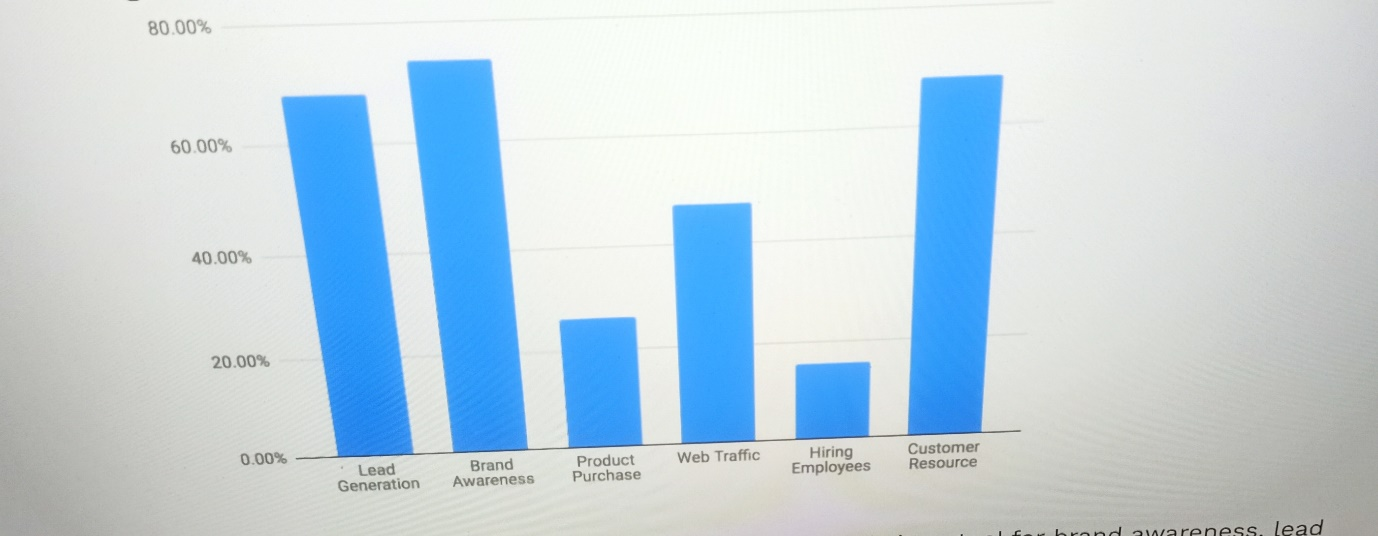 80.00%
60.00%
40.00%
20.00%
0.00%
Lead
Generation
Brand
Awareness
Product
Purchase
Web Traffic
Hiring
Employees
Customer
Resource
for brand awareness, lead